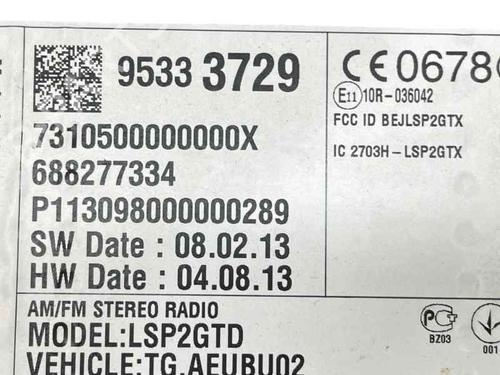 9533 3729
CE 0678
E11 10R-036042
FCC ID BEJLSP2GTX
IC 2703H-LSP2GTX
7310500000000X
688277334
P113098000000289
SW Date : 08.02.13
HW Date : 04.08.13
AM/FM STEREO RADIO
MODEL:LSP2GTD
VEHICLE:TG.AEUBU02
BZ03
001